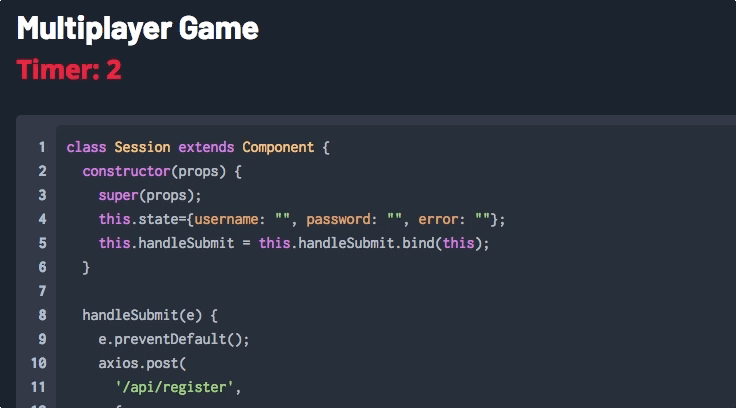 Multiplayer Game
Timer: 2
1 class Session extends Component {
2 constructor(props) {
3 super(props);
4 this.state={username: "", password: "", error: ""};
5 this.handleSubmit = this.handleSubmit.bind(this);
6 }
7
8 handleSubmit(e) {
9 e.preventDefault();
10 axios.post(
11 '/api/register',